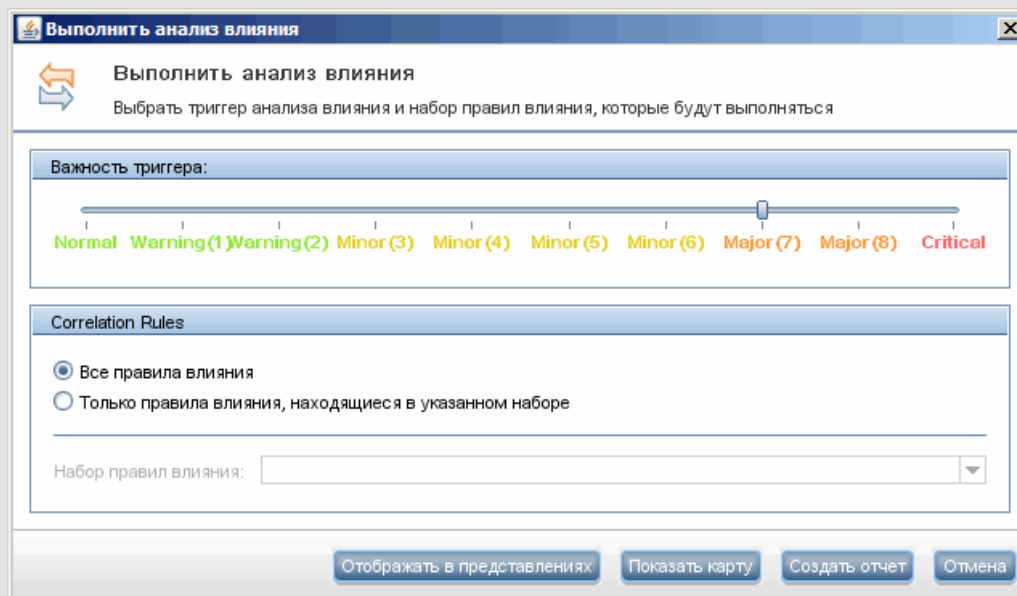 Выполнить анализ влияния
Выполнить анализ влияния
Выбрать триггер анализа влияния и набор правил влияния, которые будут выполняться
Важность триггера:
Normal Warning(1) Warning(2) Minor(3) Minor(4) Minor(5) Minor(6) Major(7) Major(8) Critical
Correlation Rules
Все правила влияния
Только правила влияния, находящиеся в указанном наборе
Набор правил влияния:
Отображать в представлениях Показать карту Создать отчет Отмена